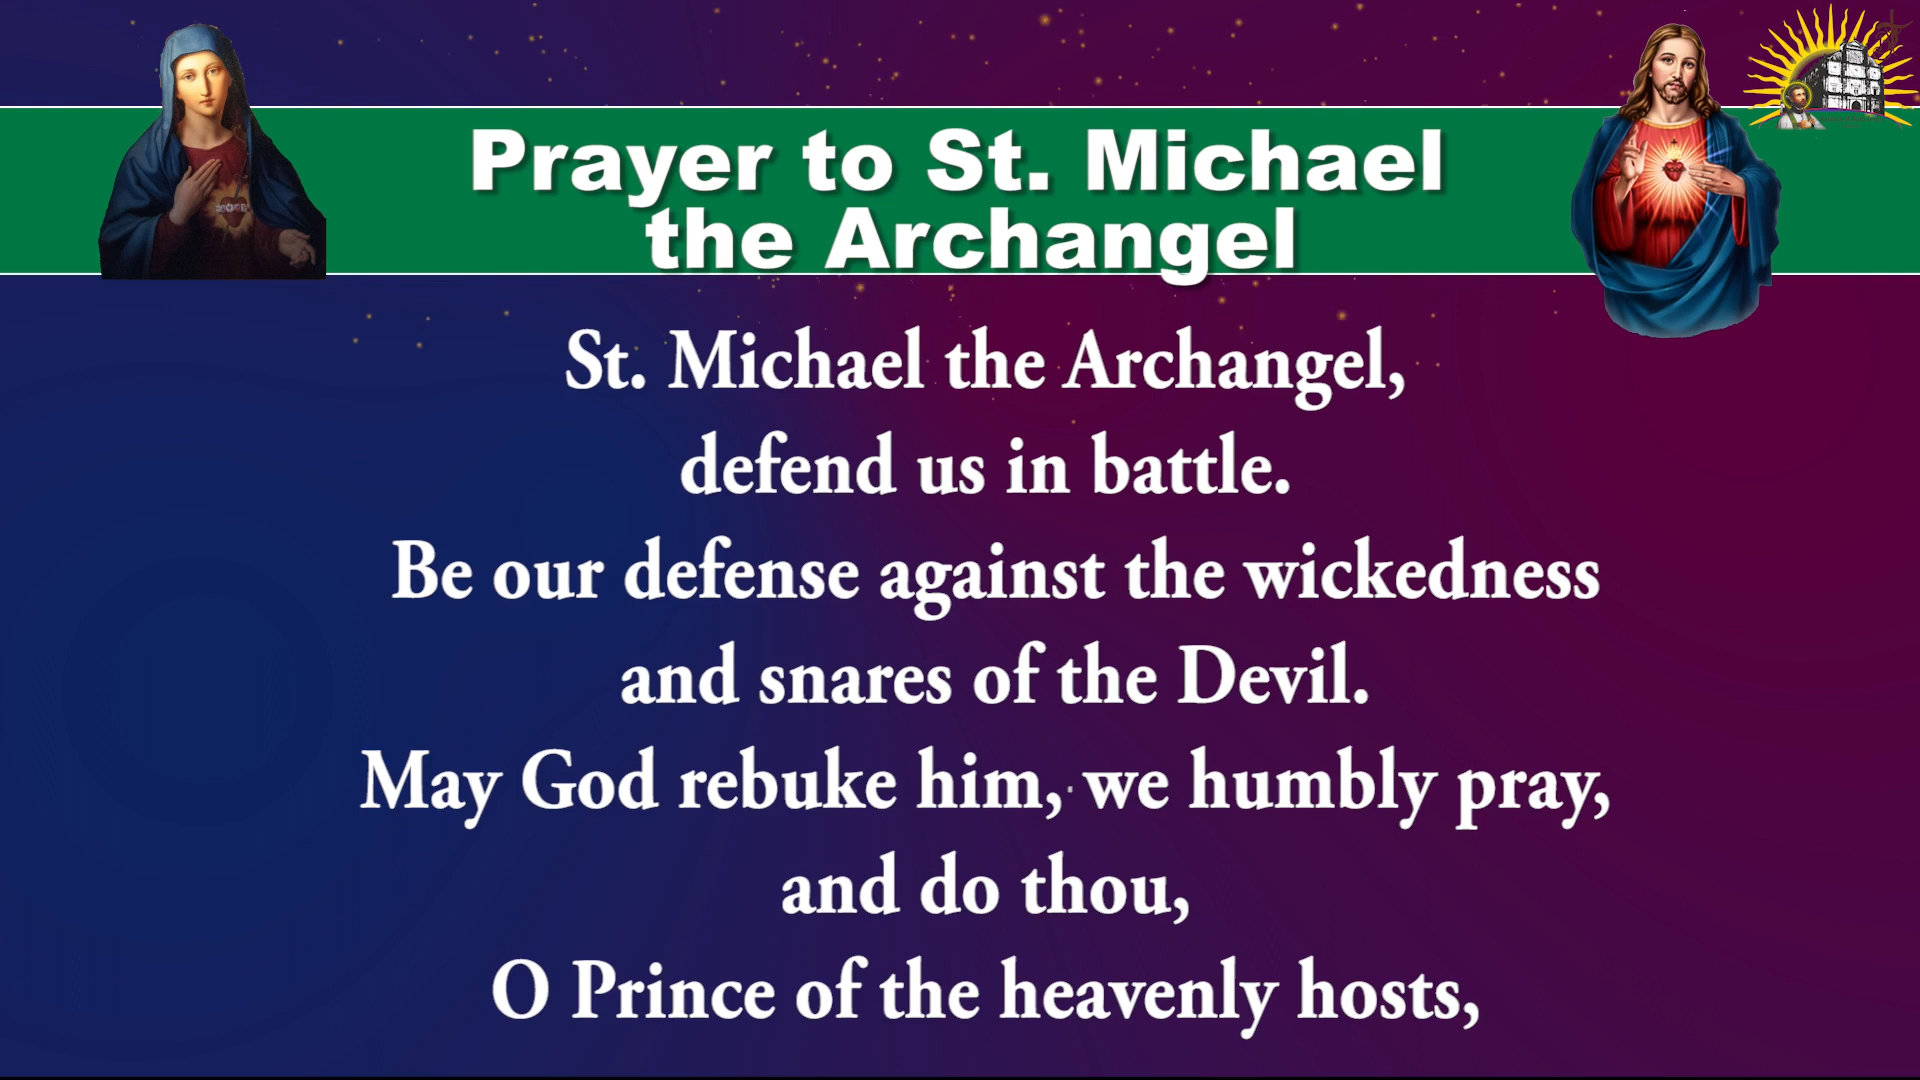 Prayer to St. Michael
the Archangel
St. Michael the Archangel,
defend us in battle.
Be our defense against the wickedness
and snares of the Devil.
May God rebuke him, we humbly pray,
and do thou,
O Prince of the heavenly hosts,